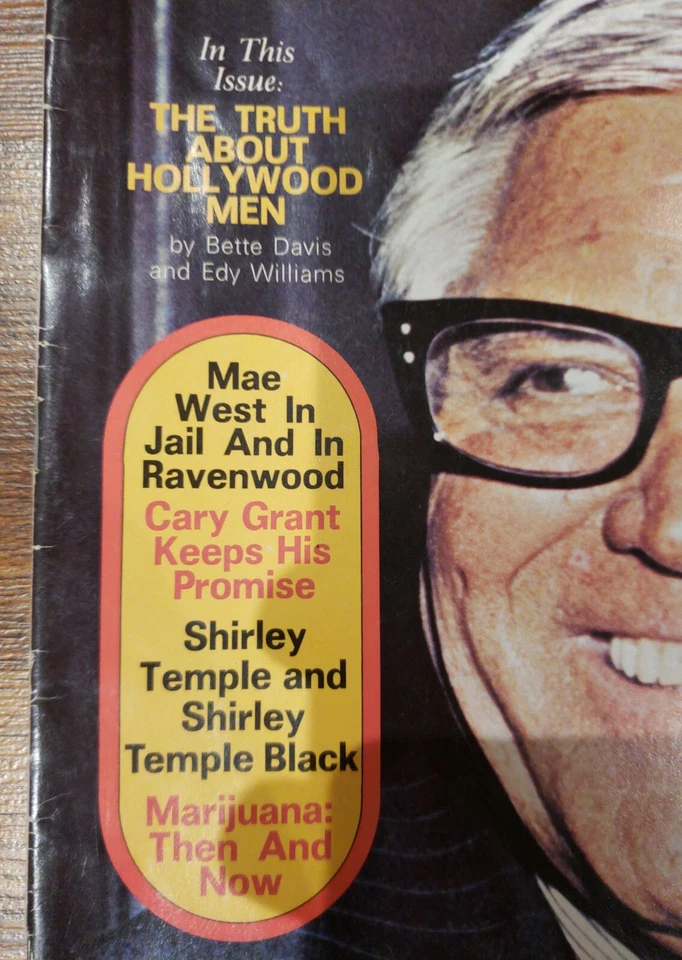 In This
Issue:
THE TRUTH
ABOUT
HOLLYWOOD
MEN
by Bette Davis
and Edy Williams
Mae
West In
Jail And In
Ravenwood
Cary Grant
Keeps His
Promise
Shirley
Temple and
Shirley
Temple Black
Marijuana:
Then And
Now